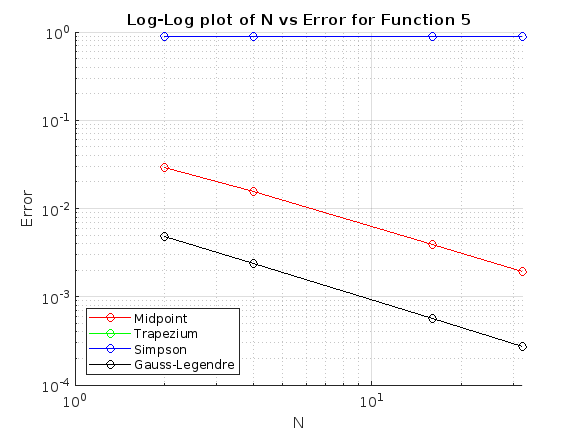 Log-Log plot of N vs Error for Function 5
10^0
10^-1
10^-2
10^-3
10^-4
Error
Midpoint
Trapezium
Simpson
Gauss-Legendre
10^0
10^1
N